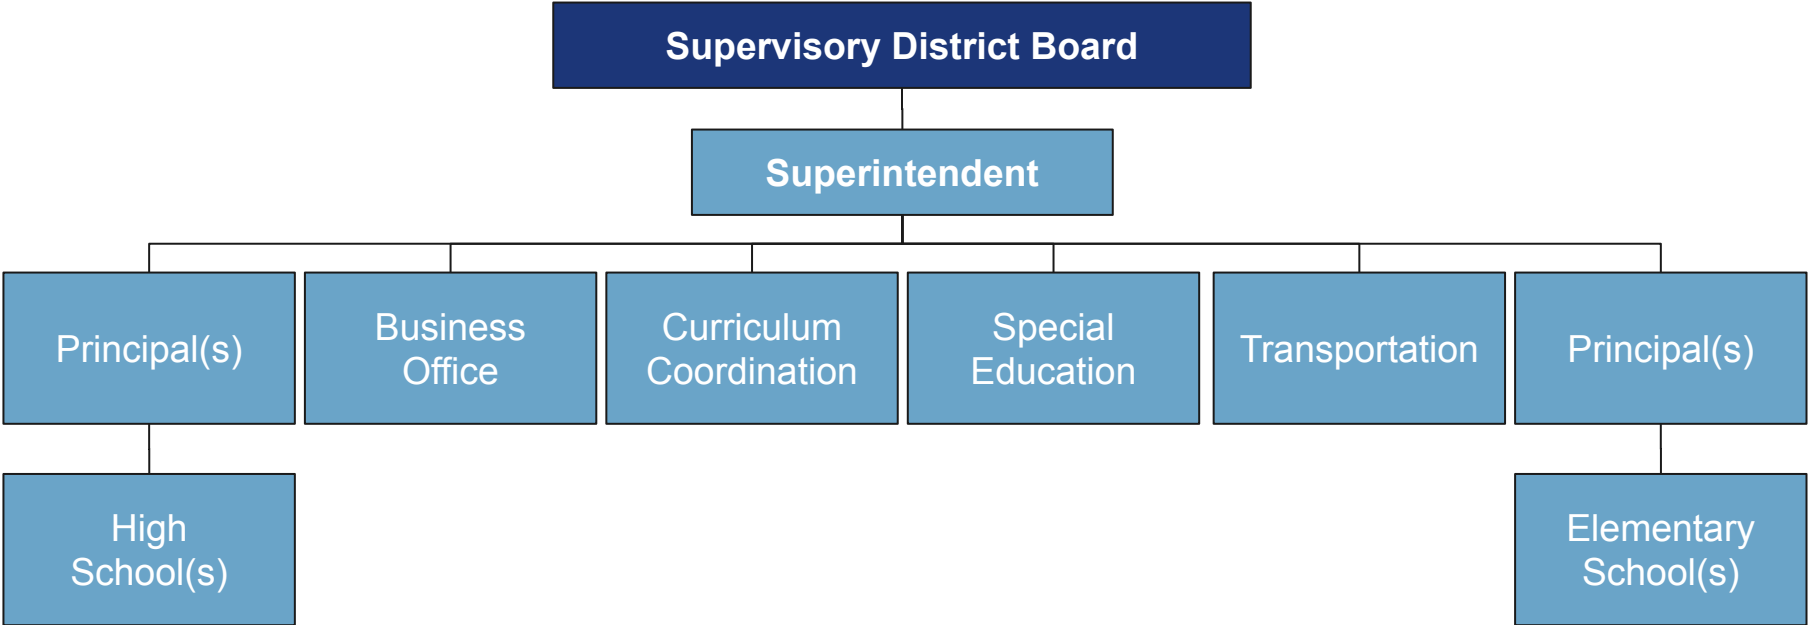 Supervisory District Board
Superintendent
Principal(s)
Business
Office
Curriculum
Coordination
Special
Education
Transportation
Principal(s)
High
School(s)
Elementary
School(s)